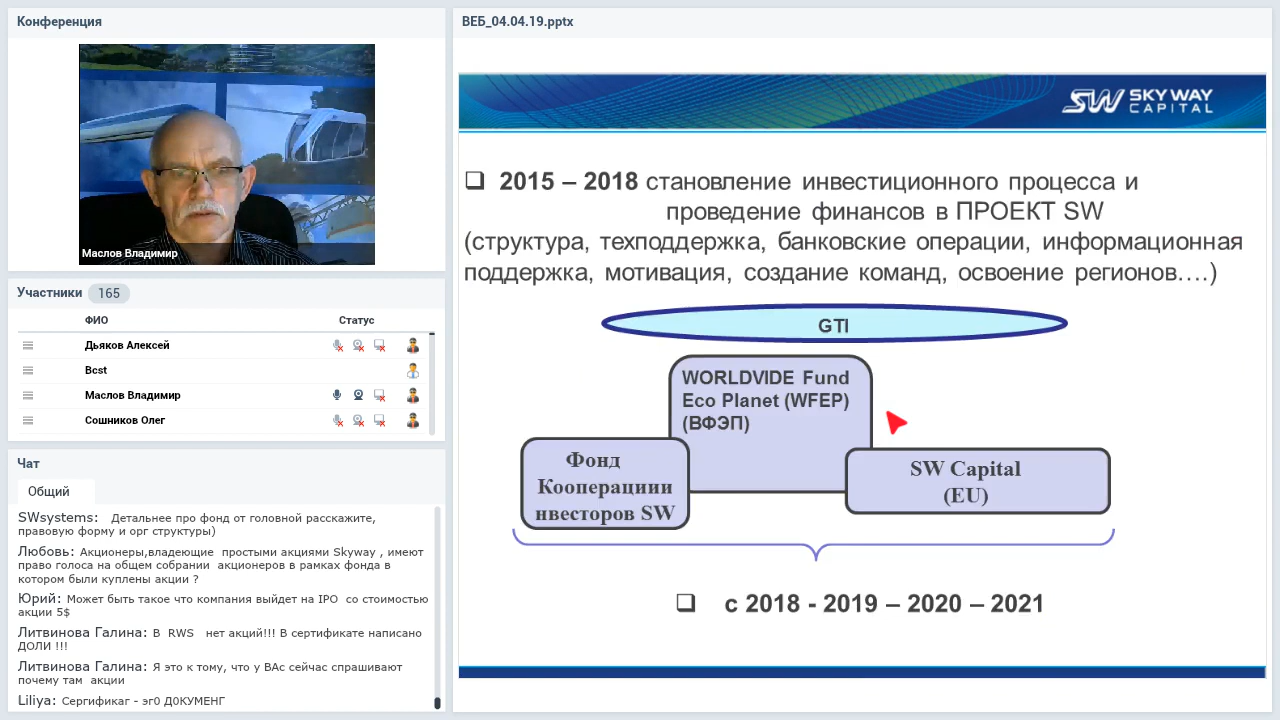 Конференция
Маслов Владимир
Участники 165
ФИО Статус
Дьяков Алексей
Bcst
Маслов Владимир
Сошников Олег
Чат
Общий
SWsystems: Детальнее про фонд от головной расскажите,
правовую форму и орг структуры)
Любовь: Акционеры,владеющие простыми акциями Skyway , имеют
право голоса на общем собрании акционеров в рамках фонда в
котором были куплены акции ?
Юрий: Может быть такое что компания выйдет на IPO со стоимостью
акции 5$
Литвинова Галина: В RWS нет акций!!! В сертификате написано
ДОЛИ !!!
Литвинова Галина: Я это к тому, что у ВАс сейчас спрашивают
почему там акции
Liliya: Сергификаг - эг0 Д0КУМЕНГ
ВЕБ_04.04.19.pptx
SW SKY WAY
CAPITAL
❑ 2015 – 2018 становление инвестиционного процесса и
проведение финансов в ПРОЕКТ SW
(структура, техподдержка, банковские операции, информационная
поддержка, мотивация, создание команд, освоение регионов….)
GTI
WORLDVIDE Fund
Eco Planet (WFEP)
(ВФЭП)
Фонд
Кооперациии
нвесторов SW
SW Capital
(EU)
❑ с 2018 - 2019 – 2020 – 2021